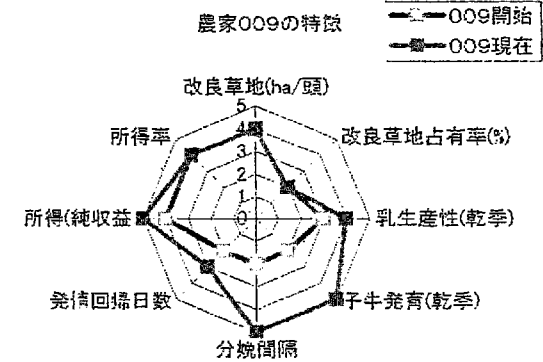 農家009の特徴
009開始
009現在
改良草地(ha/頭)
改良草地占有率(%)
乳生産性(乾季)
子牛発育(乾季)
分娩間隔
発情回帰日数
所得(純収益
所得率
5
4
3
2
1
0